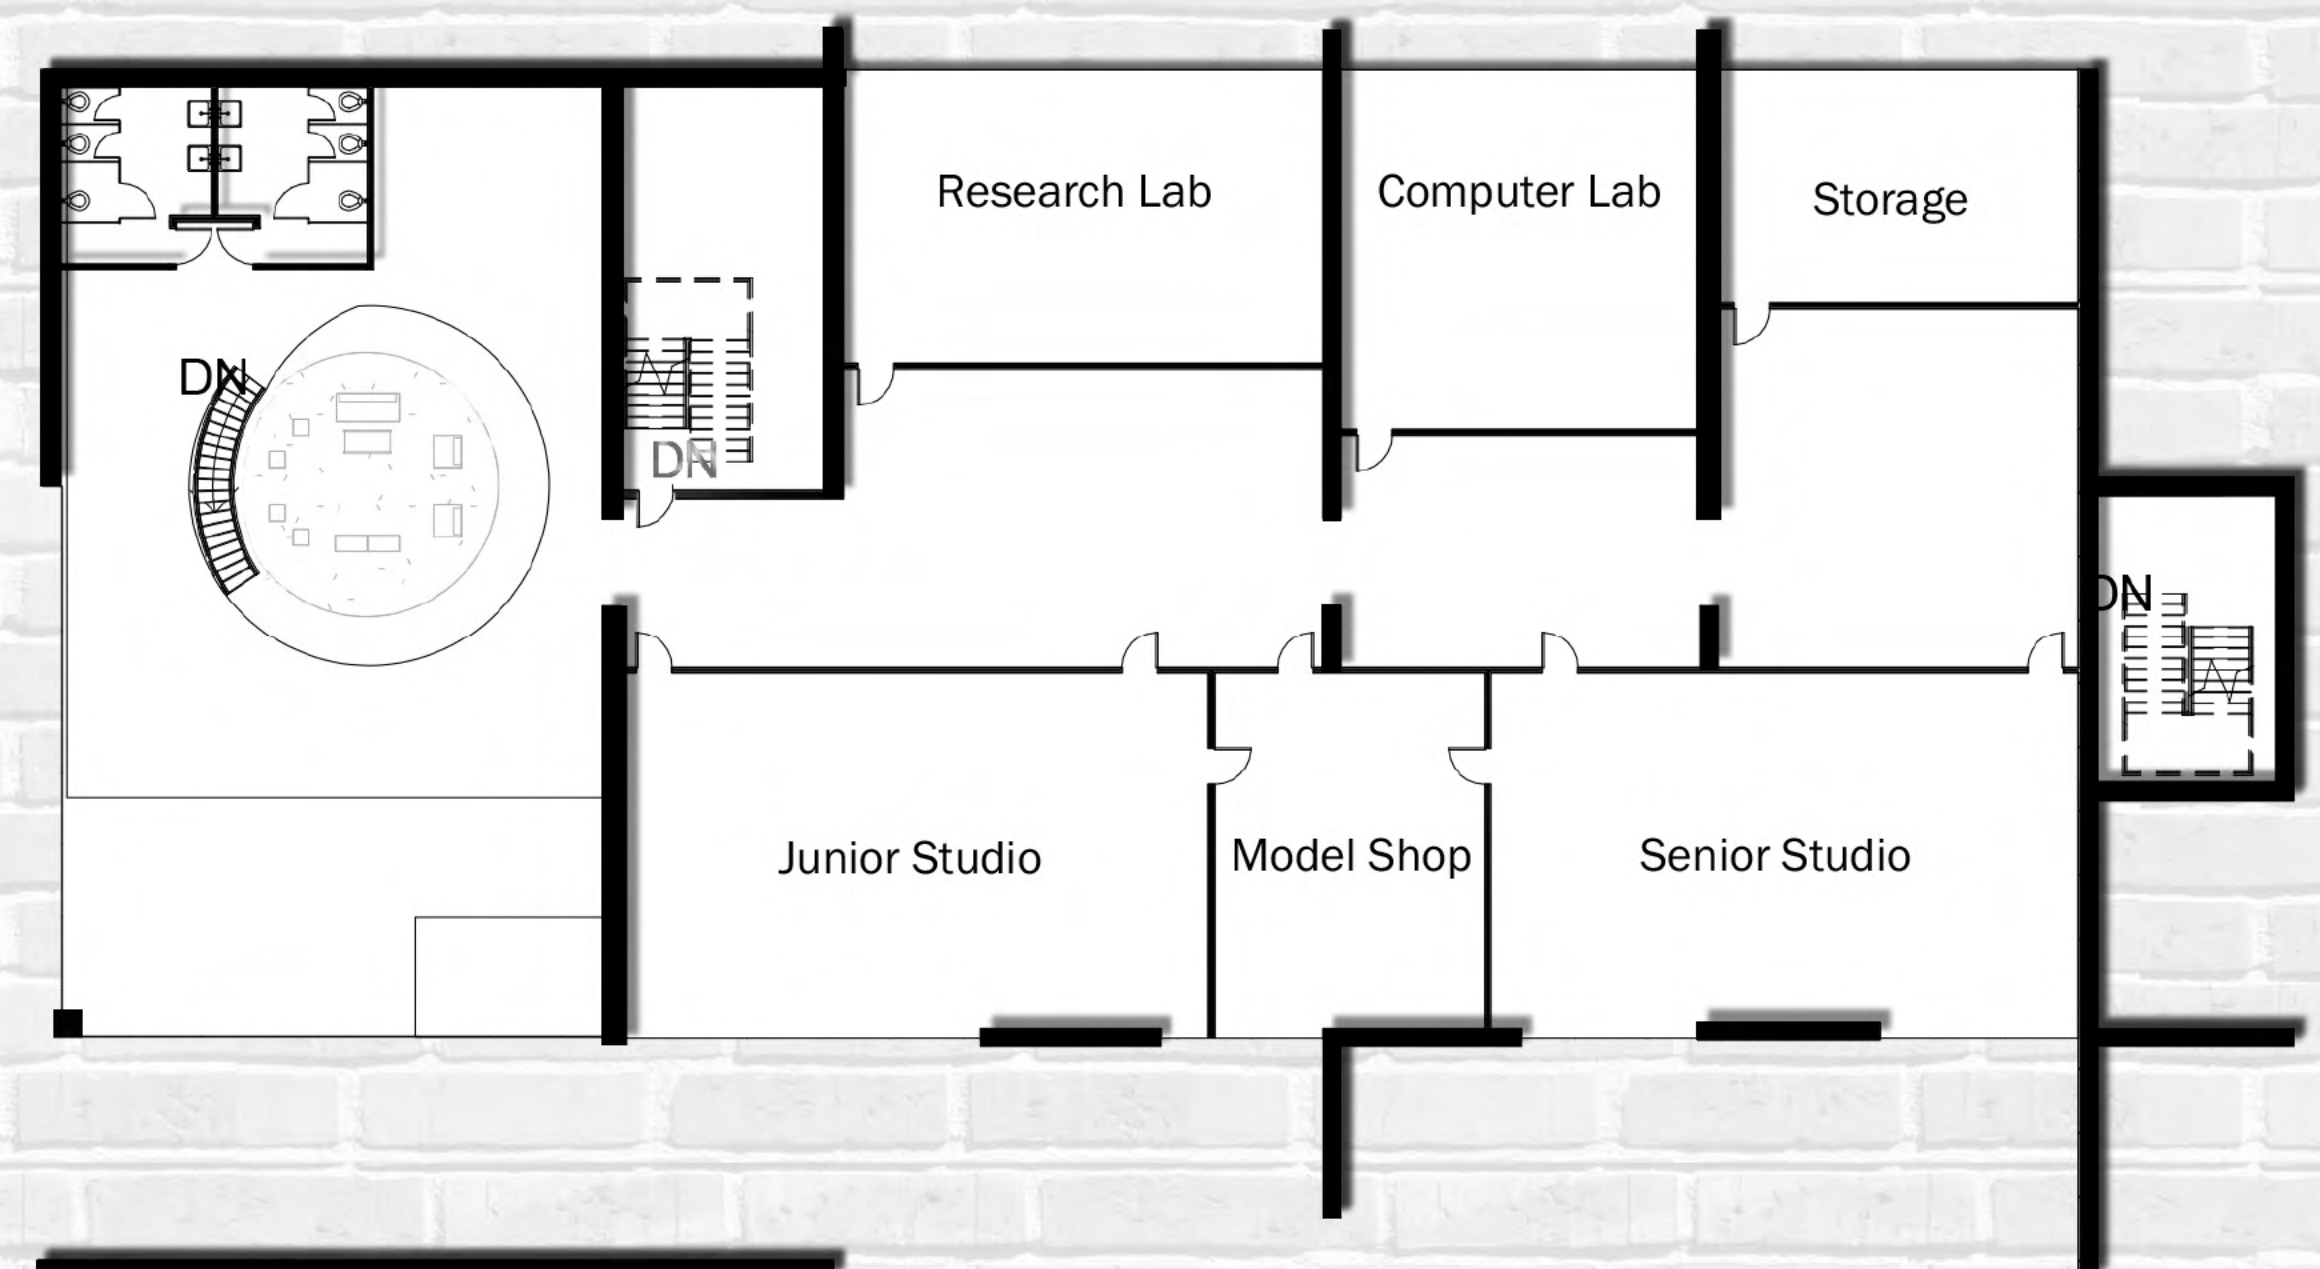 Research Lab
Computer Lab
Storage
DN
DN
DN
Junior Studio
Model Shop
Senior Studio